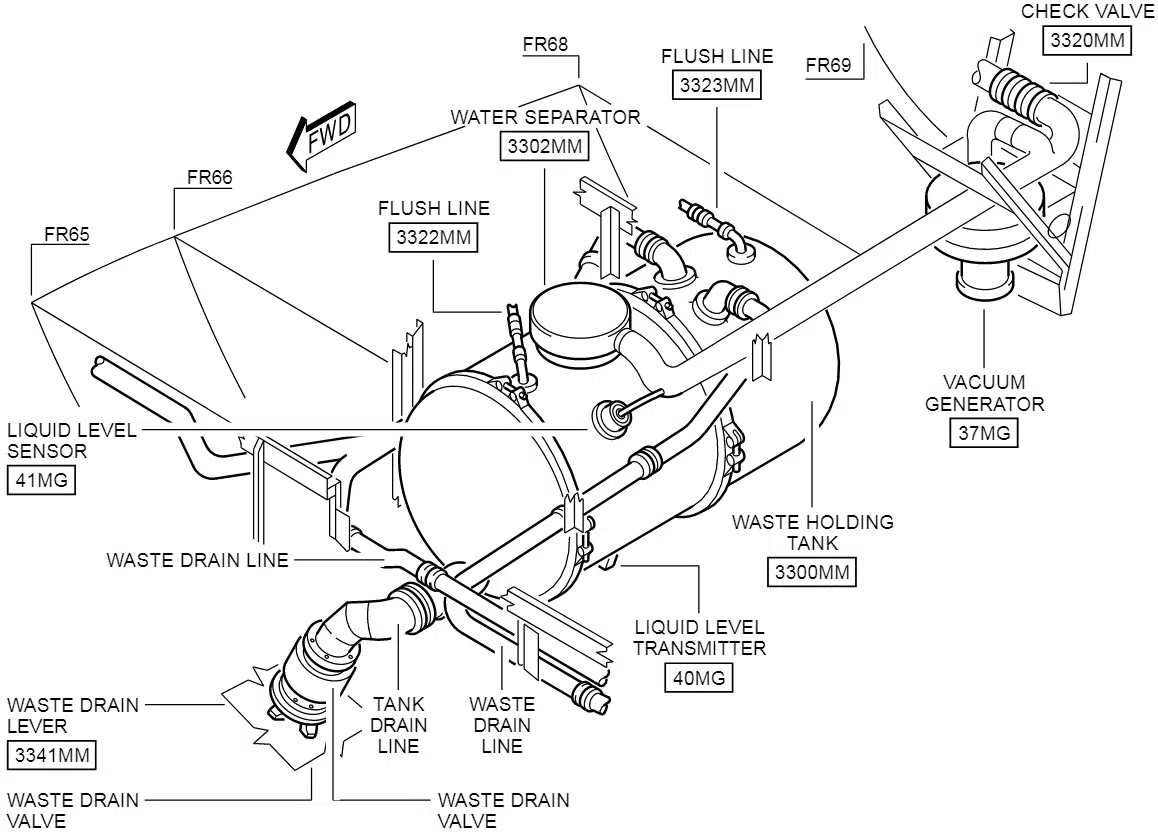 CHECK VALVE
3320MM
FR68
FLUSH LINE
3323MM
FR69
WATER SEPARATOR
3302MM
FWD
FR66
FLUSH LINE
3322MM
FR65
LIQUID LEVEL
SENSOR
41MG
VACUUM
GENERATOR
37MG
WASTE HOLDING
TANK
3300MM
WASTE DRAIN LINE
LIQUID LEVEL
TRANSMITTER
40MG
WASTE DRAIN
LEVER
3341MM
TANK
DRAIN
LINE
WASTE
DRAIN
LINE
WASTE DRAIN
VALVE
WASTE DRAIN
VALVE